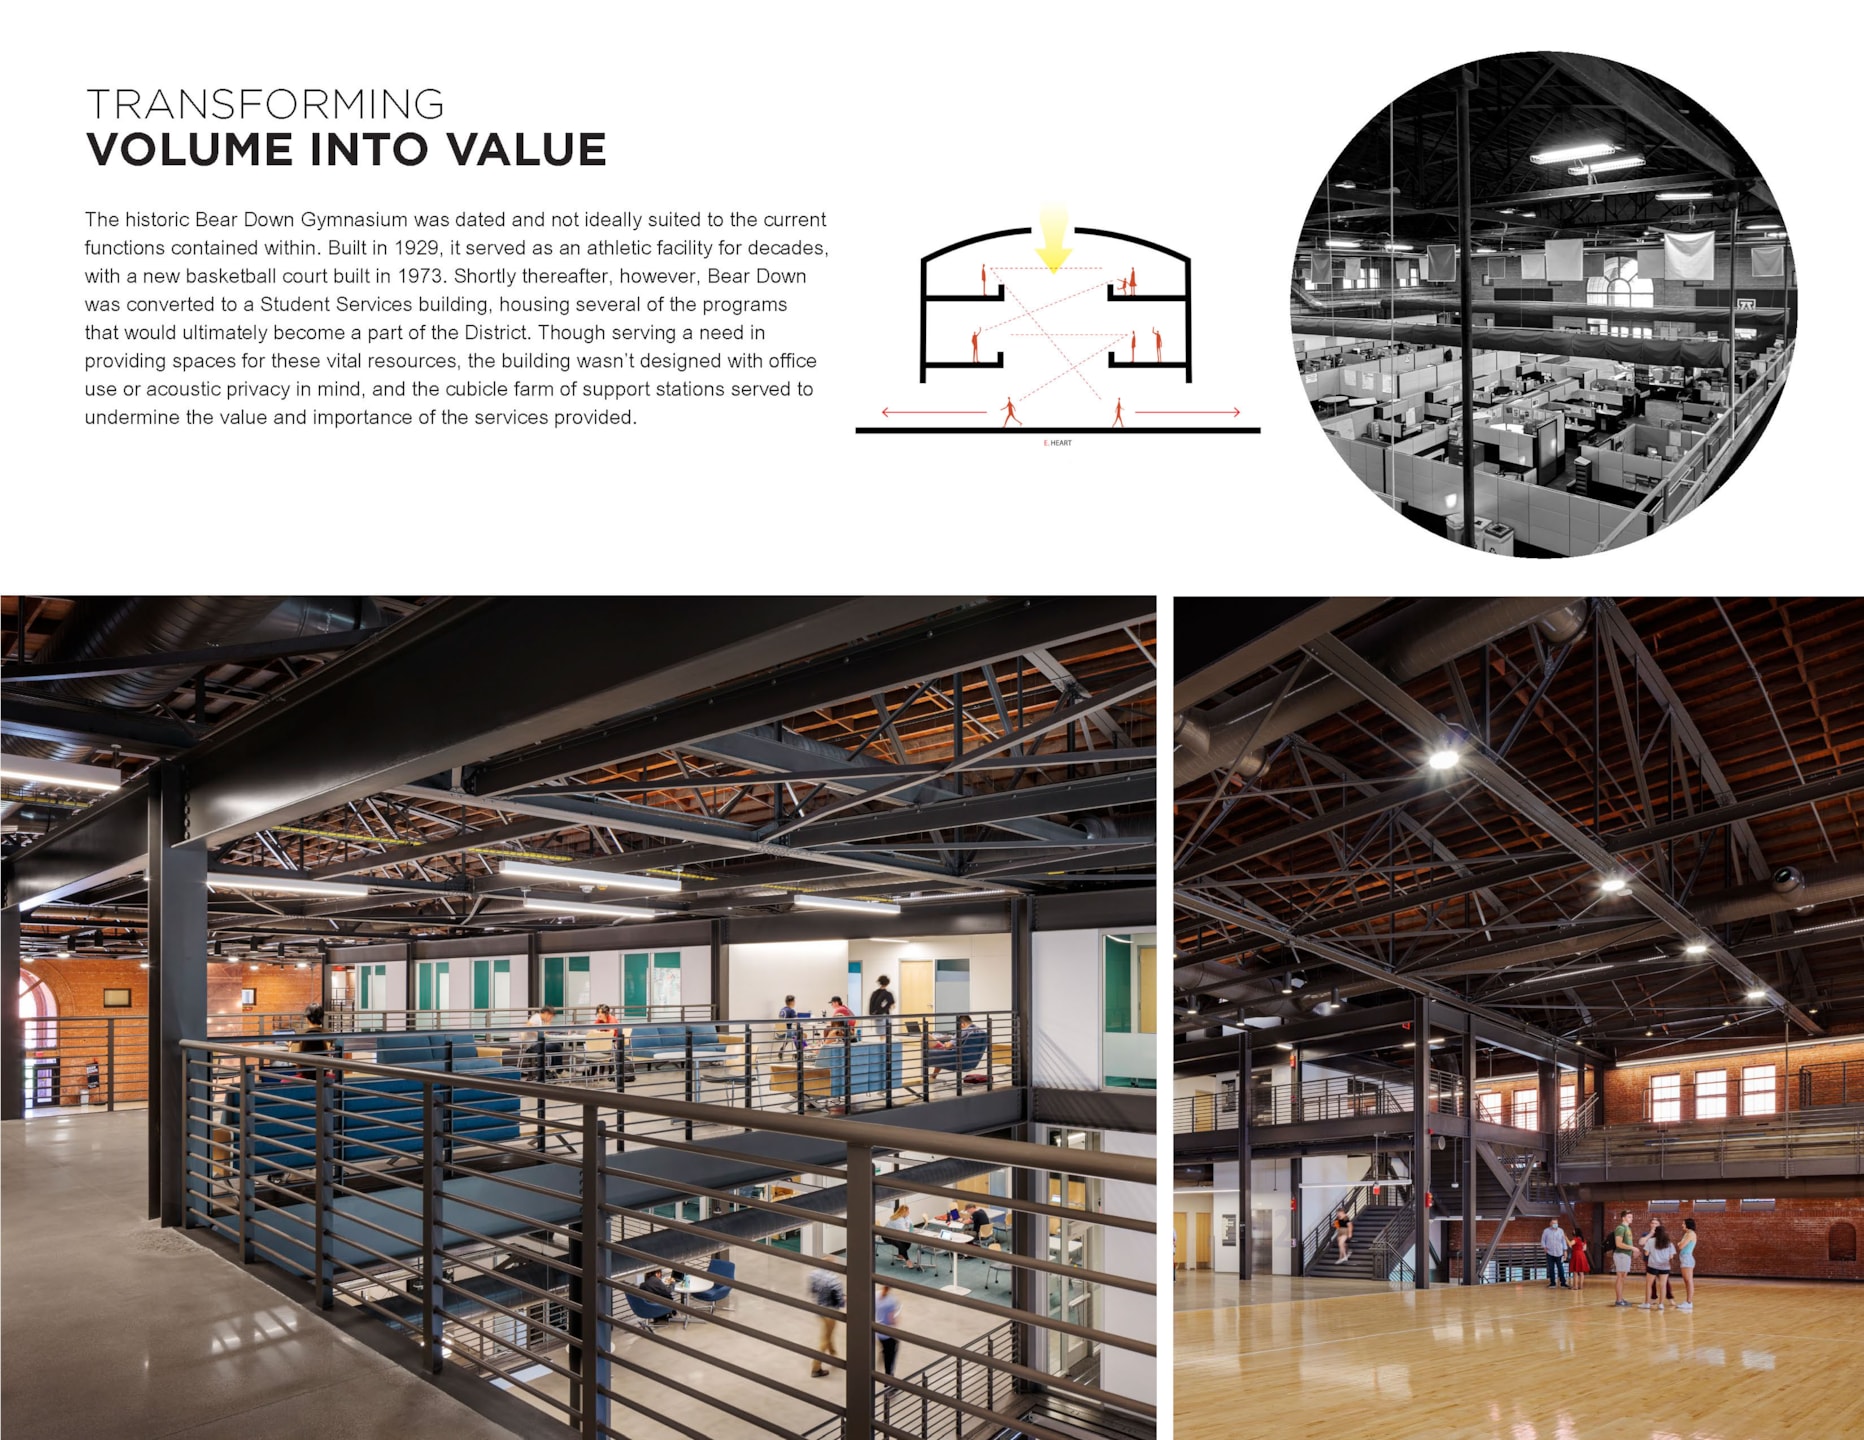 TRANSFORMING
VOLUME INTO VALUE
The historic Bear Down Gymnasium was dated and not ideally suited to the current
functions contained within. Built in 1929, it served as an athletic facility for decades,
with a new basketball court built in 1973. Shortly thereafter, however, Bear Down
was converted to a Student Services building, housing several of the programs
that would ultimately become a part of the District. Though serving a need in
providing spaces for these vital resources, the building wasn't designed with office
use or acoustic privacy in mind, and the cubicle farm of support stations served to
undermine the value and importance of the services provided.
E. HEART